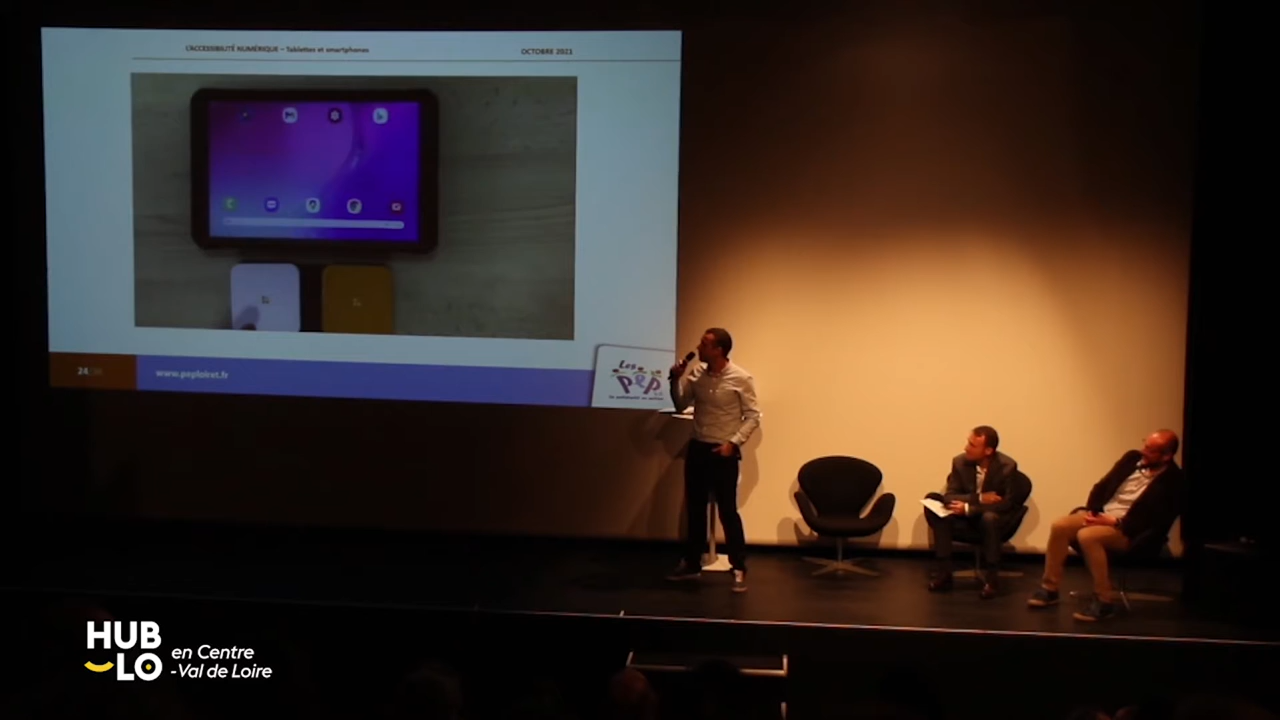 L'ACCESSIBILITÉ NUMÉRIQUE – Tablettes et smartphones
OCTOBRE 2021
24
www.peploiret.fr
Les
PEP
HUB
LO
en Centre
-Val de Loire